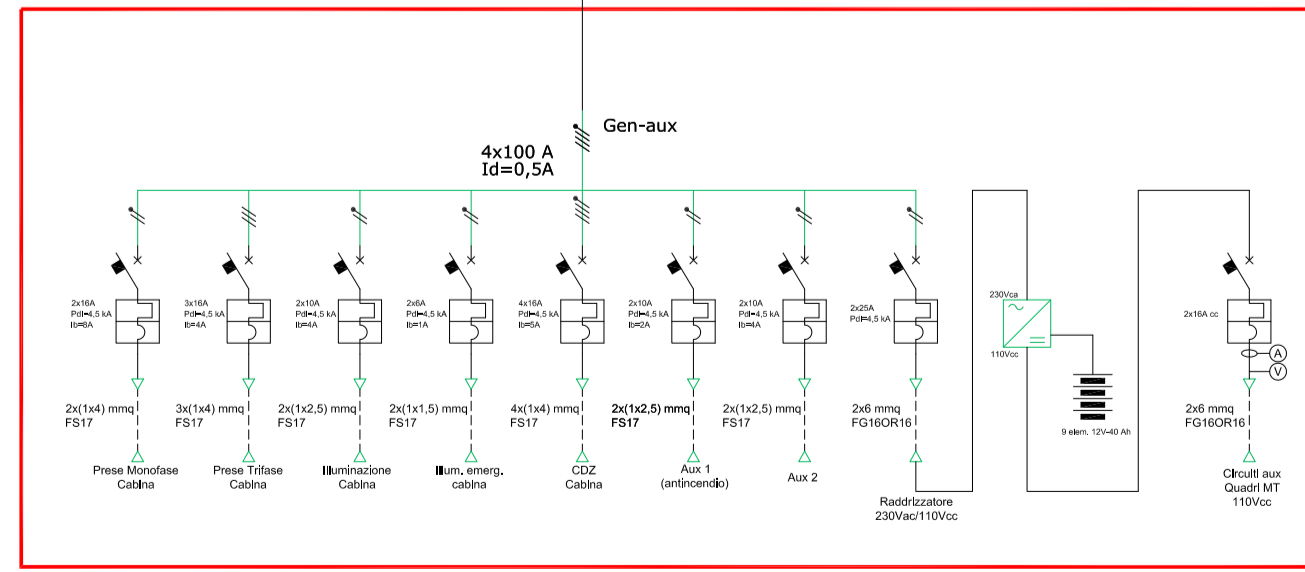 Gen-aux
4x100 A
Id=0,5A
2x16A
PdI=4,5 kA
Ib=8A
3x16A
PdI=4,5 kA
Ib=4A
2x10A
PdI=4,5 kA
Ib=4A
2x6A
PdI=4,5 kA
Ib=1A
4x16A
PdI=4,5 kA
Ib=5A
2x10A
PdI=4,5 kA
Ib=2A
2x10A
PdI=4,5 kA
Ib=4A
2x25A
PdI=4,5 kA
230Vca
110Vcc
2x16A cc
A
V
2x(1x4) mmq
FS17
3x(1x4) mmq
FS17
2x(1x2,5) mmq
FS17
2x(1x1,5) mmq
FS17
4x(1x4) mmq
FS17
2x(1x2,5) mmq
FS17
2x(1x2,5) mmq
FS17
2x6 mmq
FG16OR16
9 elem. 12V-40 Ah
2x6 mmq
FG16OR16
Prese Monofase
Cabina
Prese Trifase
Cabina
Illuminazione
Cabina
Illum. emerg.
cabina
CDZ
Cabina
Aux 1
(antincendio)
Aux 2
Raddrizzatore
230Vac/110Vcc
Circuiti aux
Quadri MT
110Vcc